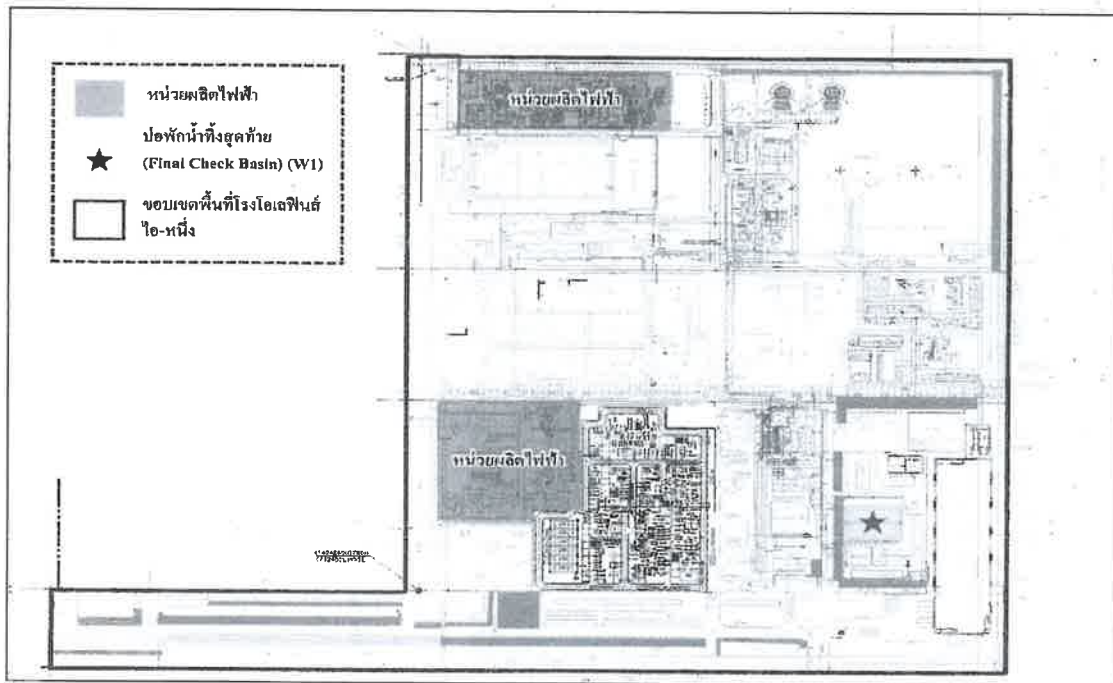 หน่วยผลิตไฟฟ้า
บ่อพักน้ำทิ้งสุดท้าย
(Final Check Basin) (W1)
ขอบเขตพื้นที่โรงโอเลฟินส์
ไอ-หนึ่ง
หน่วยผลิตไฟฟ้า
หน่วยผลิตไฟฟ้า